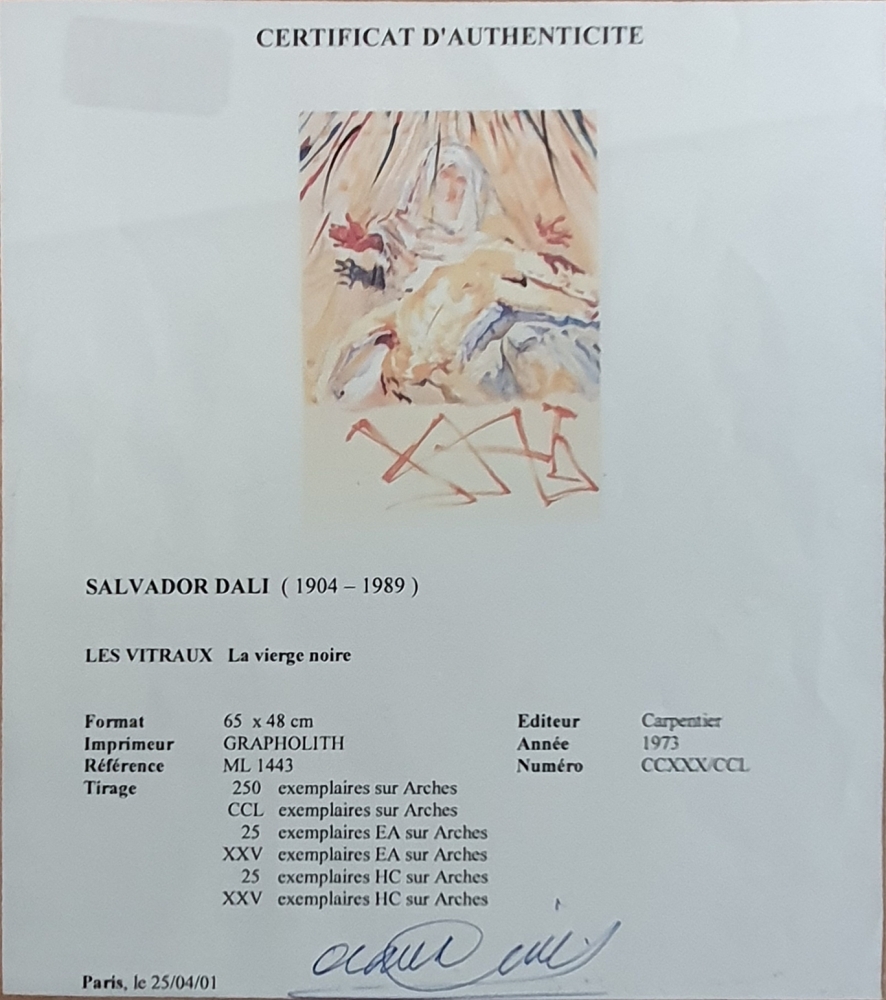 CERTIFICAT D'AUTHENTICITE
SALVADOR DALI ( 1904 – 1989 )
LES VITRAUX La vierge noire
Format 65 x 48 cm Editeur Carpentier
Imprimeur GRAPHOLITH Année 1973
Référence ML 1443 Numéro CCXXX/CCL
Tirage 250 exemplaires sur Arches
CCL exemplaires sur Arches
25 exemplaires EA sur Arches
XXV exemplaires EA sur Arches
25 exemplaires HC sur Arches
XXV exemplaires HC sur Arches
Paris, le 25/04/01